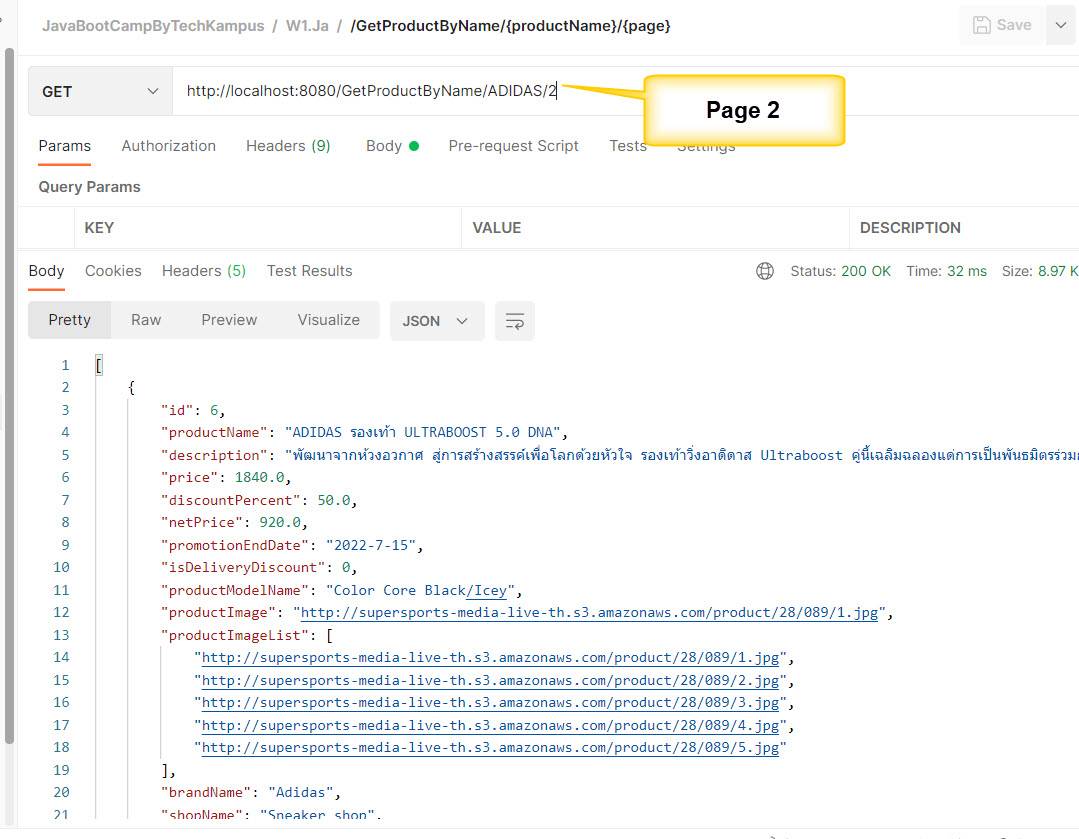 JavaBootCampByTechKampus / W1.Ja / /GetProductByName/{productName}/{page}
Save
GET http://localhost:8080/GetProductByName/ADIDAS/2
Page 2
Params Authorization Headers (9) Body Pre-request Script Tests Settings
Query Params
KEY VALUE DESCRIPTION
Body Cookies Headers (5) Test Results Status: 200 OK Time: 32 ms Size: 8.97 K
Pretty Raw Preview Visualize JSON
1 [
2 {
3 "id": 6,
4 "productName": "ADIDAS รองเท้า ULTRABOOST 5.0 DNA",
5 "description": "พัฒนาจากห้วงอวกาศ สู่การสร้างสรรค์เพื่อโลกด้วยหัวใจ รองเท้าวิ่งอาดิดาส Ultraboost คู่นี้เฉลิมฉลองแด่การเป็นพันธมิตรร่วม
6 "price": 1840.0,
7 "discountPercent": 50.0,
8 "netPrice": 920.0,
9 "promotionEndDate": "2022-7-15",
10 "isDeliveryDiscount": 0,
11 "productModelName": "Color Core Black/Icey",
12 "productImage": "http://supersports-media-live-th.s3.amazonaws.com/product/28/089/1.jpg",
13 "productImageList": [
14 "http://supersports-media-live-th.s3.amazonaws.com/product/28/089/1.jpg",
15 "http://supersports-media-live-th.s3.amazonaws.com/product/28/089/2.jpg",
16 "http://supersports-media-live-th.s3.amazonaws.com/product/28/089/3.jpg",
17 "http://supersports-media-live-th.s3.amazonaws.com/product/28/089/4.jpg",
18 "http://supersports-media-live-th.s3.amazonaws.com/product/28/089/5.jpg"
19 ],
20 "brandName": "Adidas",
21 "shopName": "Sneaker shop",